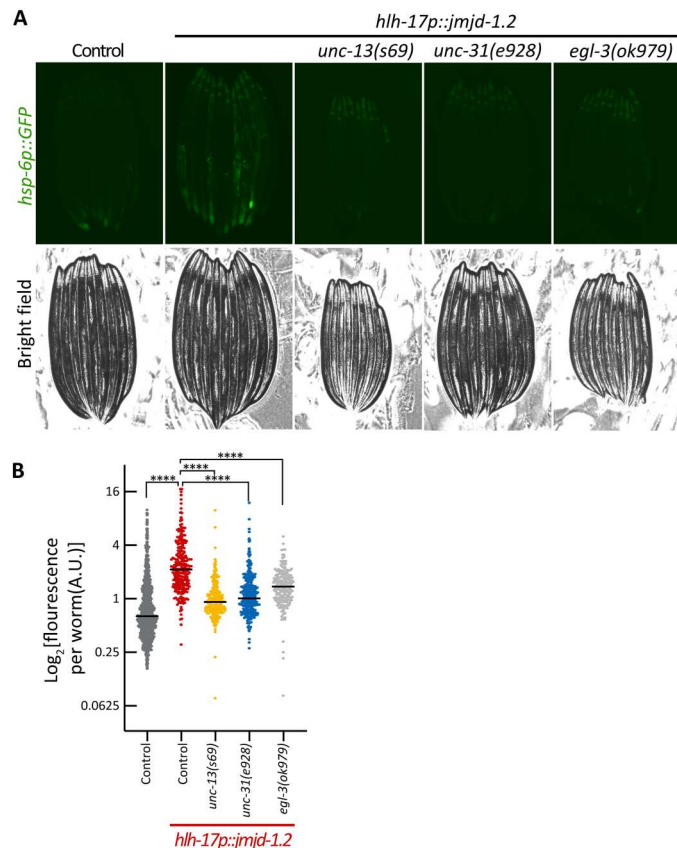 A
hlh-17p::jmjd-1.2
Control
unc-13(s69) unc-31(e928) egl-3(ok979)
hsp-6p::GFP
Bright field
B
****
**** ****
****
16
4
1
0.25
0.0625
Log2[flourescence
per worm(A.U.)]
Control
Control
unc-13(s69)
unc-31(e928)
egl-3(ok979)
hlh-17p::jmjd-1.2